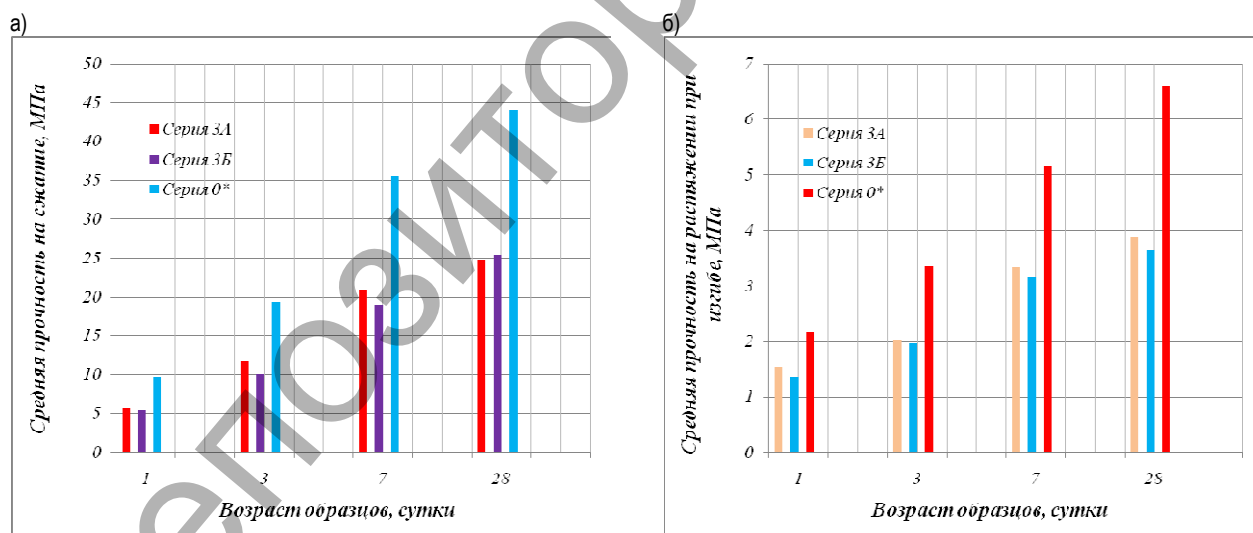 а)
Средняя прочность на сжатие, МПа
50
45
40
35
30
25
20
15
10
5
0
Серия 3А
Серия 3Б
Серия 0*
1 3 7 28
Возраст образцов, сутки
б)
Средняя прочность на растяжении при
изгибе, МПа
7
6
5
4
3
2
1
0
Серия 3А
Серия 3Б
Серия 0*
1 3 7 28
Возраст образцов, сутки
епозитор